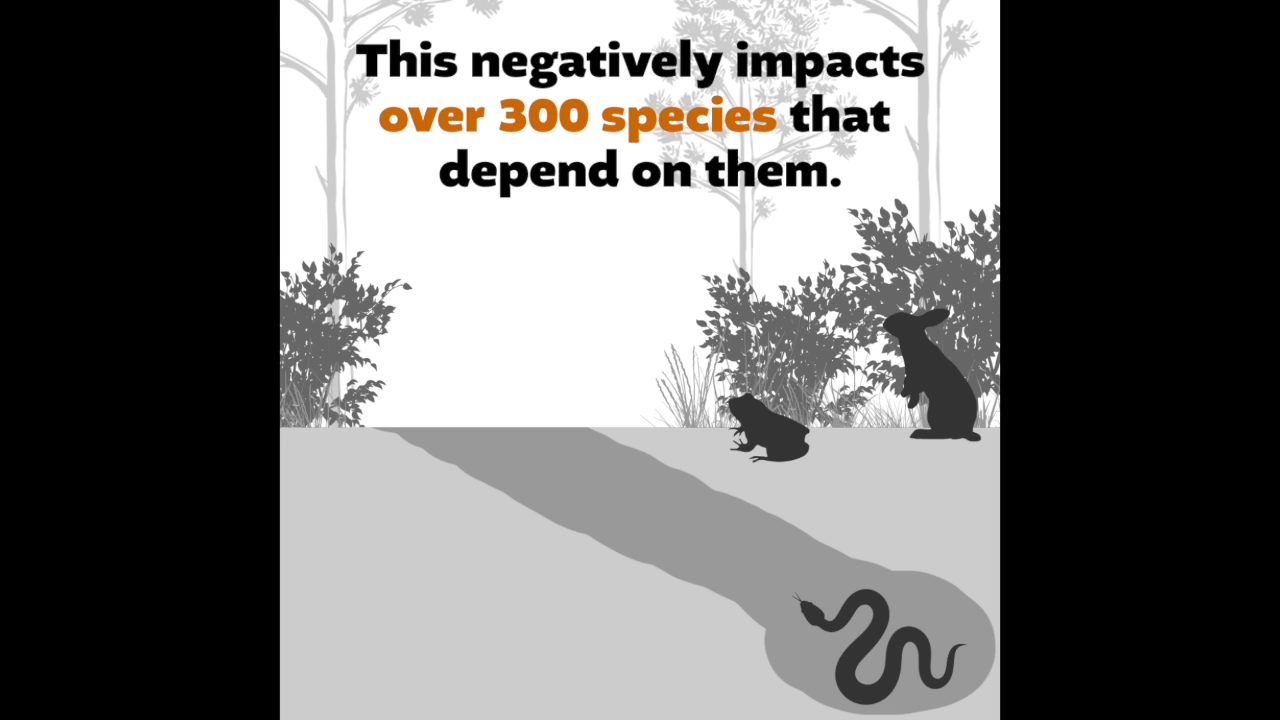 This negatively impacts
over 300 species that
depend on them.